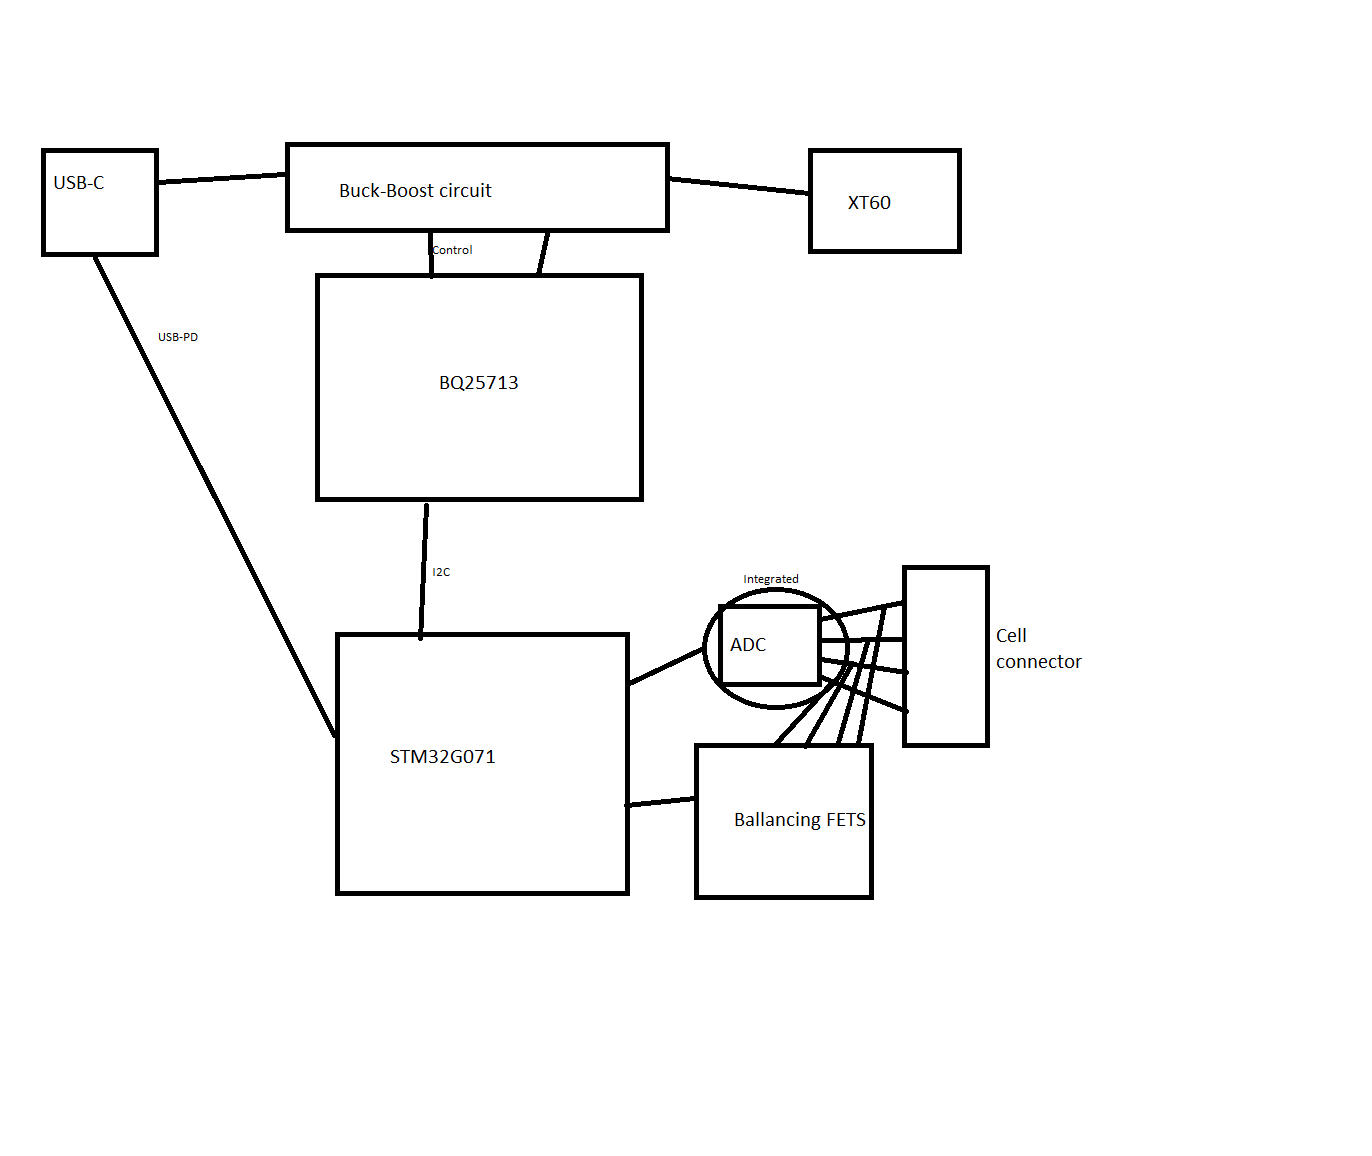 USB-C
Buck-Boost circuit
XT60
Control
USB-PD
BQ25713
I2C
Integrated
ADC
Cell
connector
STM32G071
Ballancing FETS